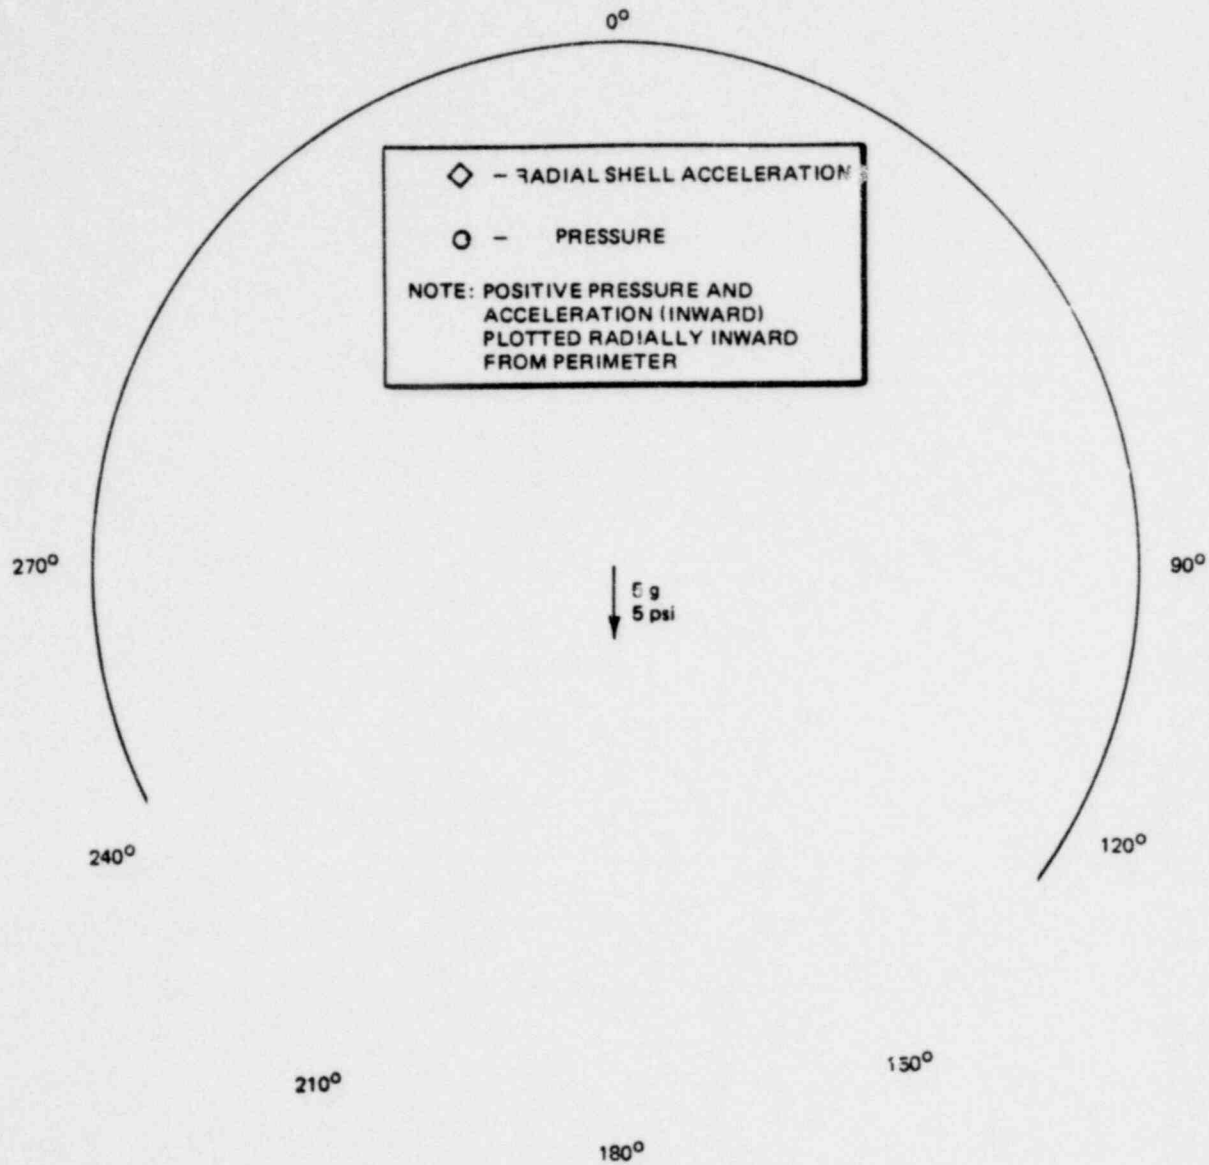 0°
◇ – RADIAL SHELL ACCELERATION
○ – PRESSURE
NOTE: POSITIVE PRESSURE AND
ACCELERATION (INWARD)
PLOTTED RADIALLY INWARD
FROM PERIMETER
270°
90°
5 g
5 psi
240°
120°
210°
150°
180°